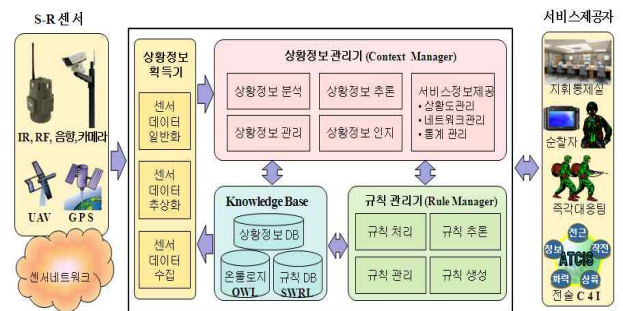 S-R 센서
IR, RF, 음향,카메라
UAV
GPS
센서네트워크
상황정보
획득기
센서
데이터
일반화
센서
데이터
추상화
센서
데이터
수집
상황정보 관리기 (Context Manager)
상황정보 분석
상황정보 추론
상황정보 관리
상황정보 인지
서비스정보제공
• 상황도관리
• 네트워크관리
• 통계 관리
Knowledge Base
상황정보 DB
온톨로지
OWL
규칙 DB
SWRL
규칙 관리기 (Rule Manager)
규칙 처리
규칙 추론
규칙 관리
규칙 생성
서비스제공자
지휘통제실
순찰자
즉각대응팀
전근
정보
작전
ATCIS
화력
상륙
전술 C4I